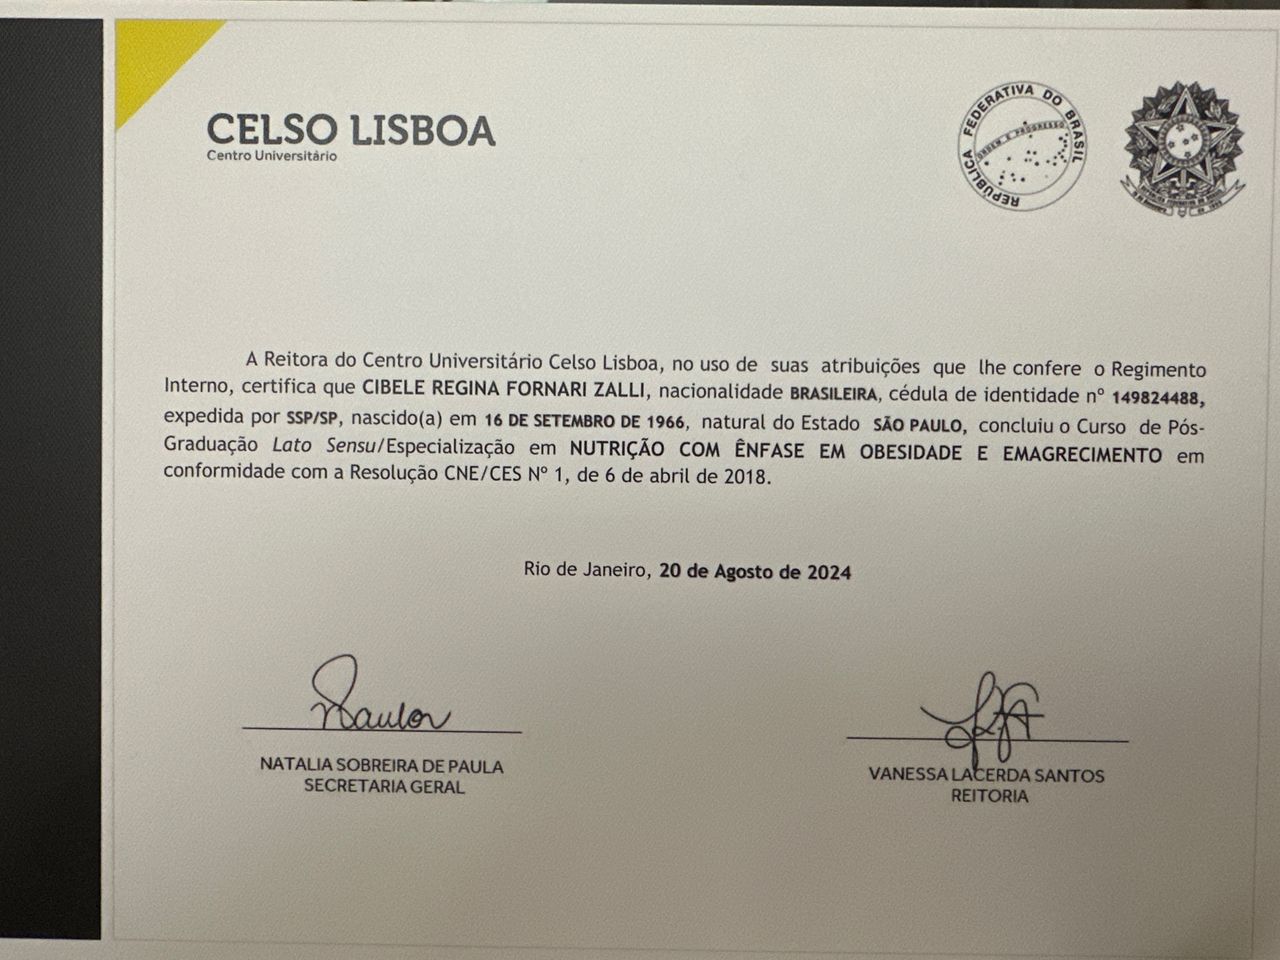 CELSO LISBOA
Centro Universitário
REPÚBLICA FEDERATIVA DO BRASIL
ORDEM E PROGRESSO
A Reitora do Centro Universitário Celso Lisboa, no uso de suas atribuições que lhe confere o Regimento
Interno, certifica que CIBELE REGINA FORNARI ZALLI, nacionalidade BRASILEIRA, cédula de identidade nº 149824488,
expedida por SSP/SP, nascido(a) em 16 DE SETEMBRO DE 1966, natural do Estado SÃO PAULO, concluiu o Curso de Pós-
Graduação Lato Sensu/Especialização em NUTRIÇÃO COM ÊNFASE EM OBESIDADE E EMAGRECIMENTO em
conformidade com a Resolução CNE/CES Nº 1, de 6 de abril de 2018.
Rio de Janeiro, 20 de Agosto de 2024
NATALIA SOBREIRA DE PAULA
SECRETARIA GERAL
VANESSA LACERDA SANTOS
REITORIA